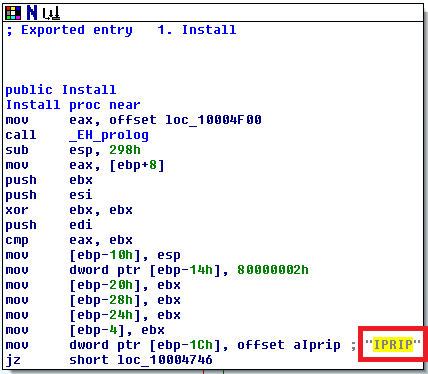 ; Exported entry   1. Install
public Install
Install proc near
mov     eax, offset loc_10004F00
call    _EH_prolog
sub     esp, 298h
mov     eax, [ebp+8]
push    ebx
push    esi
xor     ebx, ebx
push    edi
cmp     eax, ebx
mov     [ebp-10h], esp
mov     dword ptr [ebp-14h], 80000002h
mov     [ebp-20h], ebx
mov     [ebp-28h], ebx
mov     [ebp-24h], ebx
mov     [ebp-4], ebx
mov     dword ptr [ebp-1Ch], offset aIprip ; "IPRIP"
jz      short loc_10004746